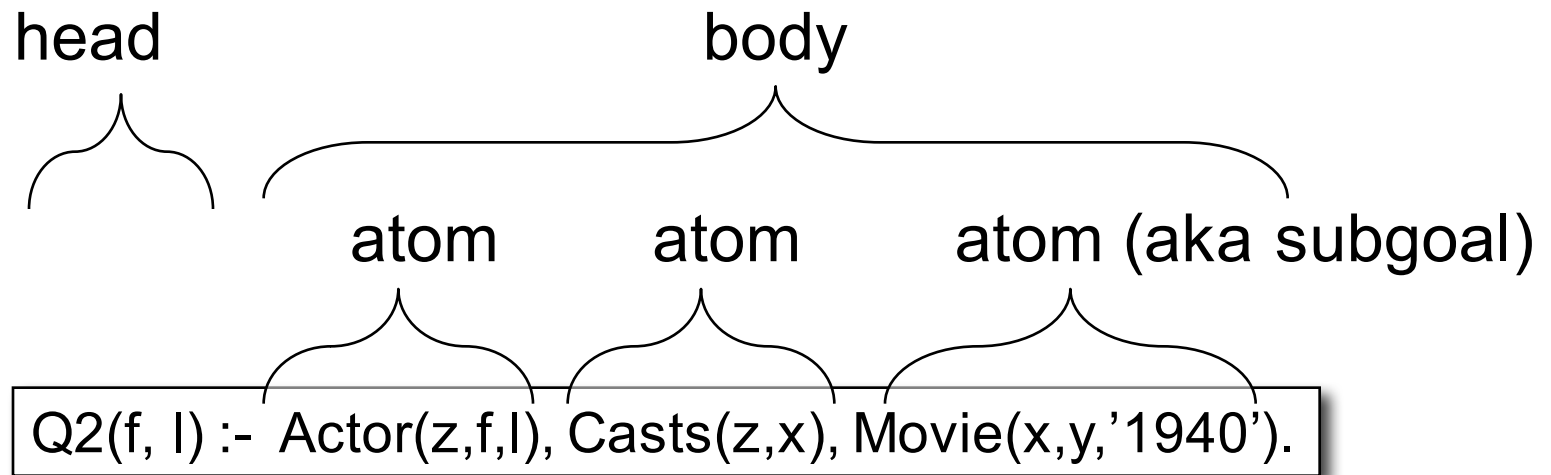 head body
atom atom atom (aka subgoal)
Q2(f, l) :- Actor(z,f,l), Casts(z,x), Movie(x,y,’1940’).